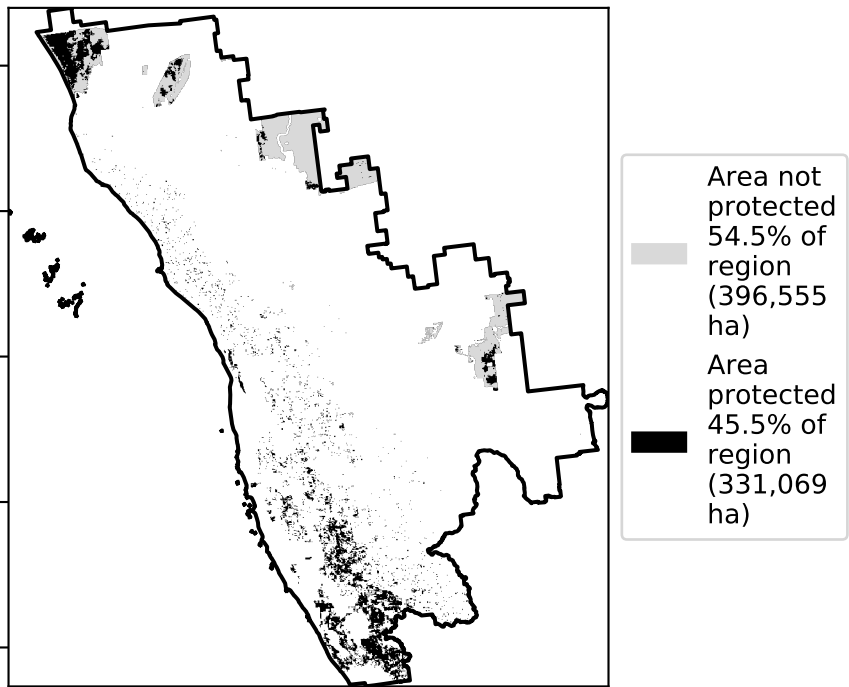 Area not
protected
54.5% of
region
(396,555
ha)
Area
protected
45.5% of
region
(331,069
ha)